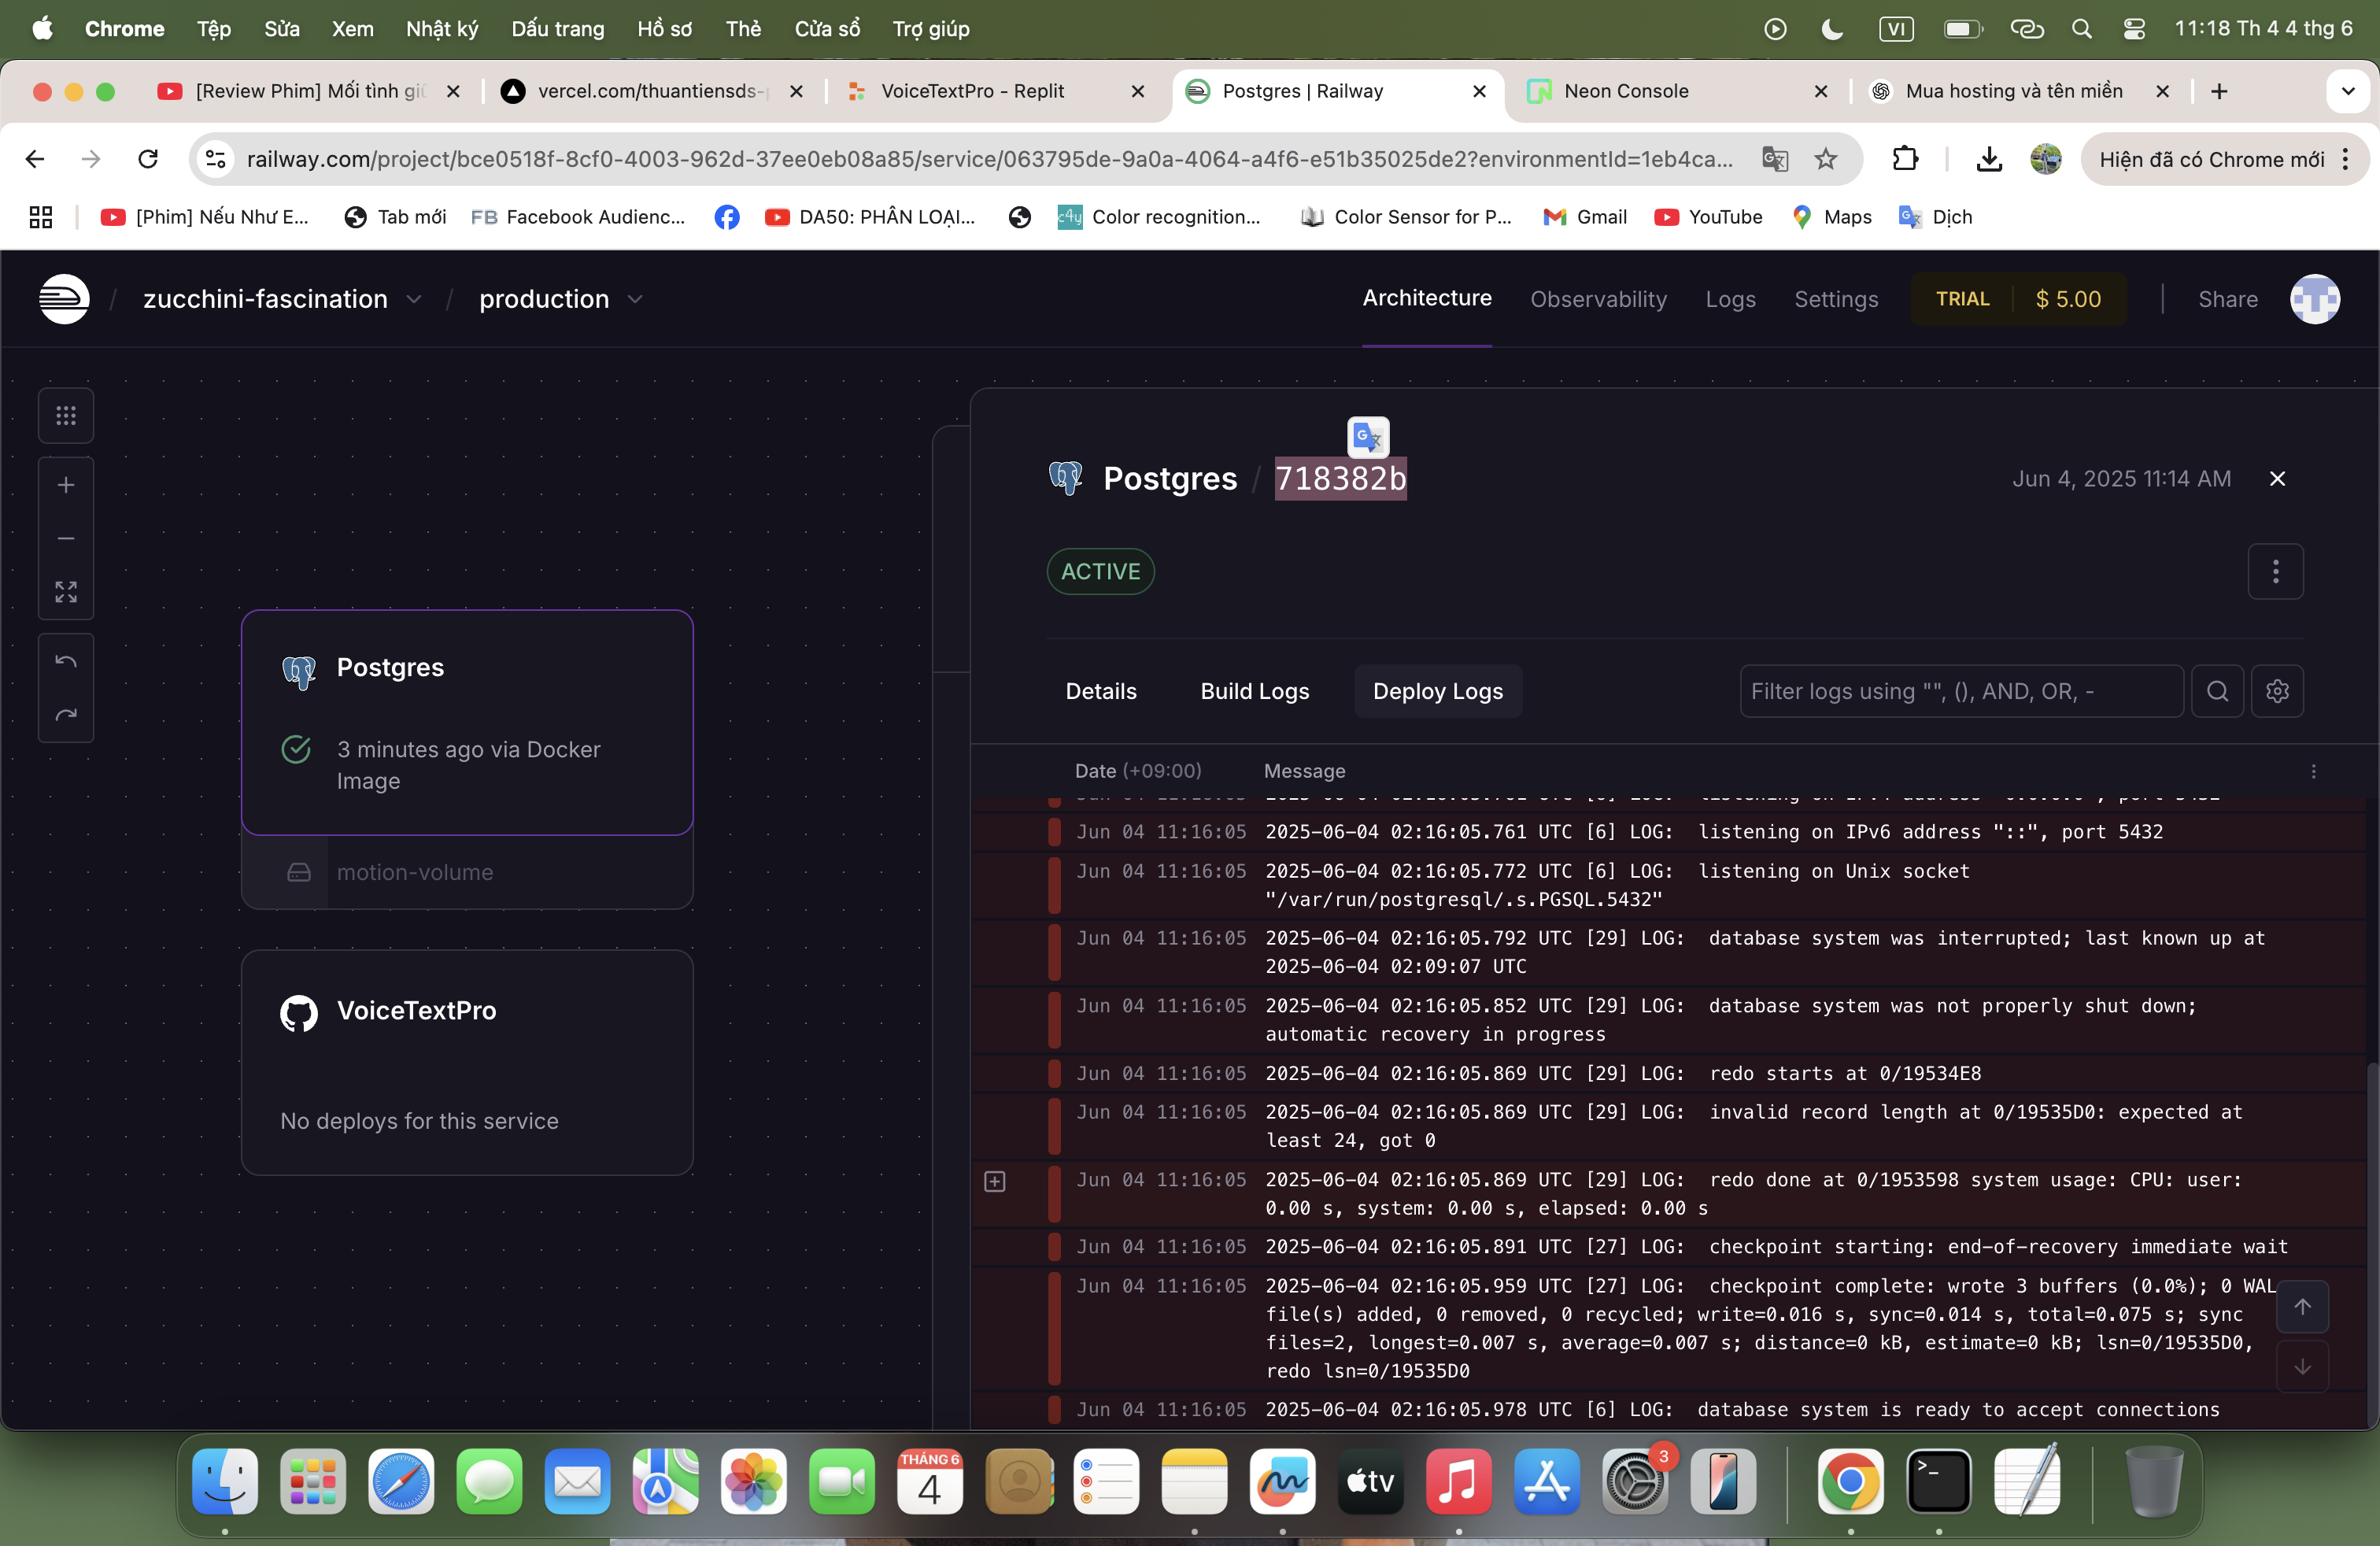 Chrome Tệp Sửa Xem Nhật ký Dấu trang Hồ sơ Thẻ Cửa sổ Trợ giúp VI 11:18 Th 4 4 thg 6
[Review Phim] Mối tình giữ vercel.com/thuantiensds-p VoiceTextPro - Replit Postgres | Railway Neon Console Mua hosting và tên miền
railway.com/project/bce0518f-8cf0-4003-962d-37ee0eb08a85/service/063795de-9a0a-4064-a4f6-e51b35025de2?environmentId=1eb4ca... Hiện đã có Chrome mới
[Phim] Nếu Như E... Tab mới FB Facebook Audienc... DA50: PHÂN LOẠI... c4y Color recognition... Color Sensor for P... Gmail YouTube Maps Dịch
/ zucchini-fascination / production Architecture Observability Logs Settings TRIAL $ 5.00 Share
Postgres / 718382b Jun 4, 2025 11:14 AM
ACTIVE
Postgres
3 minutes ago via Docker
Image
motion-volume
VoiceTextPro
No deploys for this service
Details Build Logs Deploy Logs Filter logs using "", (), AND, OR, -
Date (+09:00) Message
Jun 04 11:16:05 2025-06-04 02:16:05.761 UTC [6] LOG: listening on IPv6 address "::", port 5432
Jun 04 11:16:05 2025-06-04 02:16:05.772 UTC [6] LOG: listening on Unix socket
"/var/run/postgresql/.s.PGSQL.5432"
Jun 04 11:16:05 2025-06-04 02:16:05.792 UTC [29] LOG: database system was interrupted; last known up at
2025-06-04 02:09:07 UTC
Jun 04 11:16:05 2025-06-04 02:16:05.852 UTC [29] LOG: database system was not properly shut down;
automatic recovery in progress
Jun 04 11:16:05 2025-06-04 02:16:05.869 UTC [29] LOG: redo starts at 0/19534E8
Jun 04 11:16:05 2025-06-04 02:16:05.869 UTC [29] LOG: invalid record length at 0/19535D0: expected at
least 24, got 0
Jun 04 11:16:05 2025-06-04 02:16:05.869 UTC [29] LOG: redo done at 0/1953598 system usage: CPU: user:
0.00 s, system: 0.00 s, elapsed: 0.00 s
Jun 04 11:16:05 2025-06-04 02:16:05.891 UTC [27] LOG: checkpoint starting: end-of-recovery immediate wait
Jun 04 11:16:05 2025-06-04 02:16:05.959 UTC [27] LOG: checkpoint complete: wrote 3 buffers (0.0%); 0 WAL
file(s) added, 0 removed, 0 recycled; write=0.016 s, sync=0.014 s, total=0.075 s; sync
files=2, longest=0.007 s, average=0.007 s; distance=0 kB, estimate=0 kB; lsn=0/19535D0,
redo lsn=0/19535D0
Jun 04 11:16:05 2025-06-04 02:16:05.978 UTC [6] LOG: database system is ready to accept connections
THÁNG 6
4
tv
3